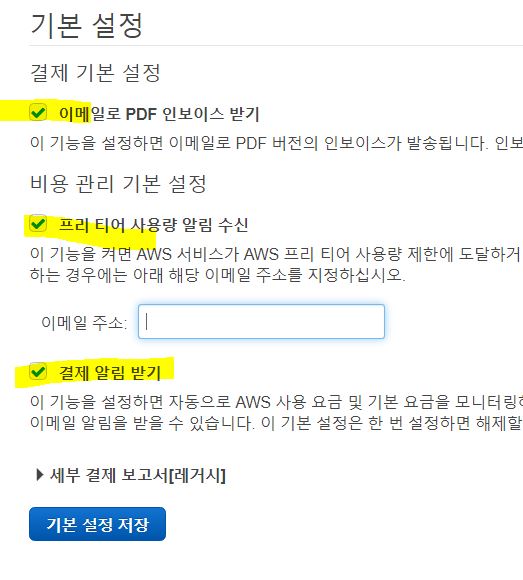 기본 설정
결제 기본 설정
이메일로 PDF 인보이스 받기
이 기능을 설정하면 이메일로 PDF 버전의 인보이스가 발송됩니다. 인보
비용 관리 기본 설정
프리 티어 사용량 알림 수신
이 기능을 켜면 AWS 서비스가 AWS 프리 티어 사용량 제한에 도달하거
하는 경우에는 아래 해당 이메일 주소를 지정하십시오.
이메일 주소:
결제 알림 받기
이 기능을 설정하면 자동으로 AWS 사용 요금 및 기본 요금을 모니터링하
이메일 알림을 받을 수 있습니다. 이 기본 설정은 한 번 설정하면 해제할
세부 결제 보고서[레거시]
기본 설정 저장